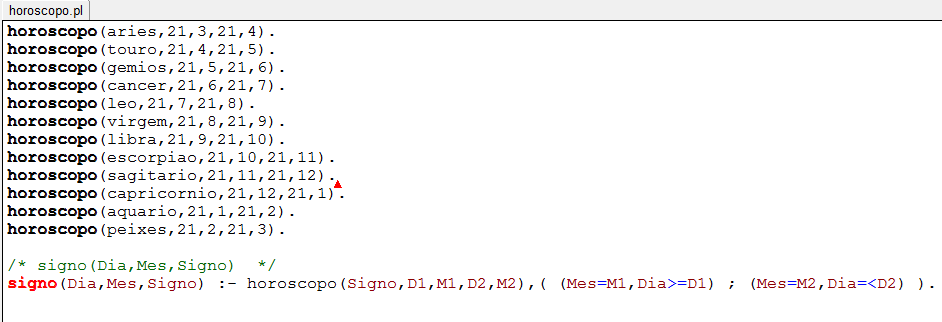 horoscopo.pl
horoscopo(aries,21,3,21,4).
horoscopo(touro,21,4,21,5).
horoscopo(gemios,21,5,21,6).
horoscopo(cancer,21,6,21,7).
horoscopo(leo,21,7,21,8).
horoscopo(virgem,21,8,21,9).
horoscopo(libra,21,9,21,10).
horoscopo(escorpiao,21,10,21,11).
horoscopo(sagitario,21,11,21,12).
horoscopo(capricornio,21,12,21,1).
horoscopo(aquario,21,1,21,2).
horoscopo(peixes,21,2,21,3).
/* signo(Dia,Mes,Signo)  */
signo(Dia,Mes,Signo) :- horoscopo(Signo,D1,M1,D2,M2),( (Mes=M1,Dia>=D1) ; (Mes=M2,Dia=<D2) ).